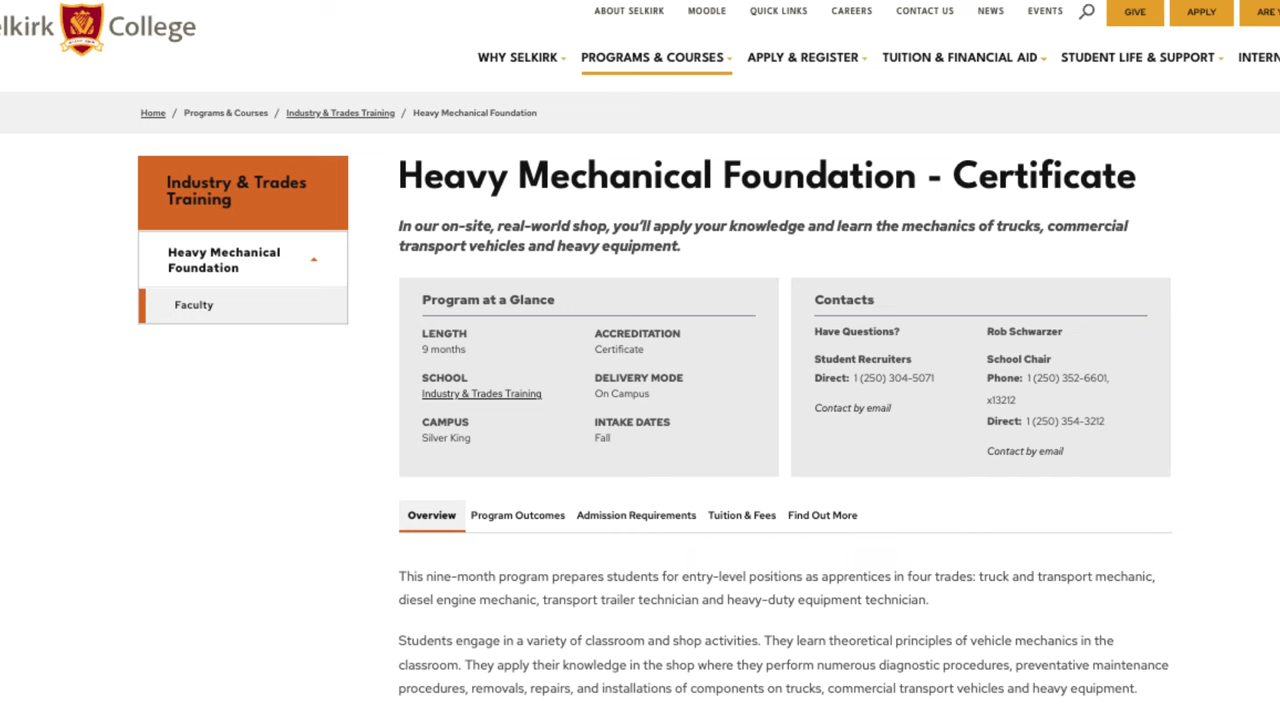 elkirk College
ABOUT SELKIRK MOODLE QUICK LINKS CAREERS CONTACT US NEWS EVENTS GIVE APPLY ARE
WHY SELKIRK PROGRAMS & COURSES APPLY & REGISTER TUITION & FINANCIAL AID STUDENT LIFE & SUPPORT INTERN
Home / Programs & Courses / Industry & Trades Training / Heavy Mechanical Foundation
Industry & Trades
Training
Heavy Mechanical
Foundation
Faculty
Heavy Mechanical Foundation - Certificate
In our on-site, real-world shop, you’ll apply your knowledge and learn the mechanics of trucks, commercial
transport vehicles and heavy equipment.
Program at a Glance
LENGTH
9 months
ACCREDITATION
Certificate
SCHOOL
Industry & Trades Training
DELIVERY MODE
On Campus
CAMPUS
Silver King
INTAKE DATES
Fall
Contacts
Have Questions?
Student Recruiters
Direct: 1 (250) 304-5071
Contact by email
Rob Schwarzer
School Chair
Phone: 1 (250) 352-6601,
x13212
Direct: 1 (250) 354-3212
Contact by email
Overview Program Outcomes Admission Requirements Tuition & Fees Find Out More
This nine-month program prepares students for entry-level positions as apprentices in four trades: truck and transport mechanic,
diesel engine mechanic, transport trailer technician and heavy-duty equipment technician.
Students engage in a variety of classroom and shop activities. They learn theoretical principles of vehicle mechanics in the
classroom. They apply their knowledge in the shop where they perform numerous diagnostic procedures, preventative maintenance
procedures, removals, repairs, and installations of components on trucks, commercial transport vehicles and heavy equipment.